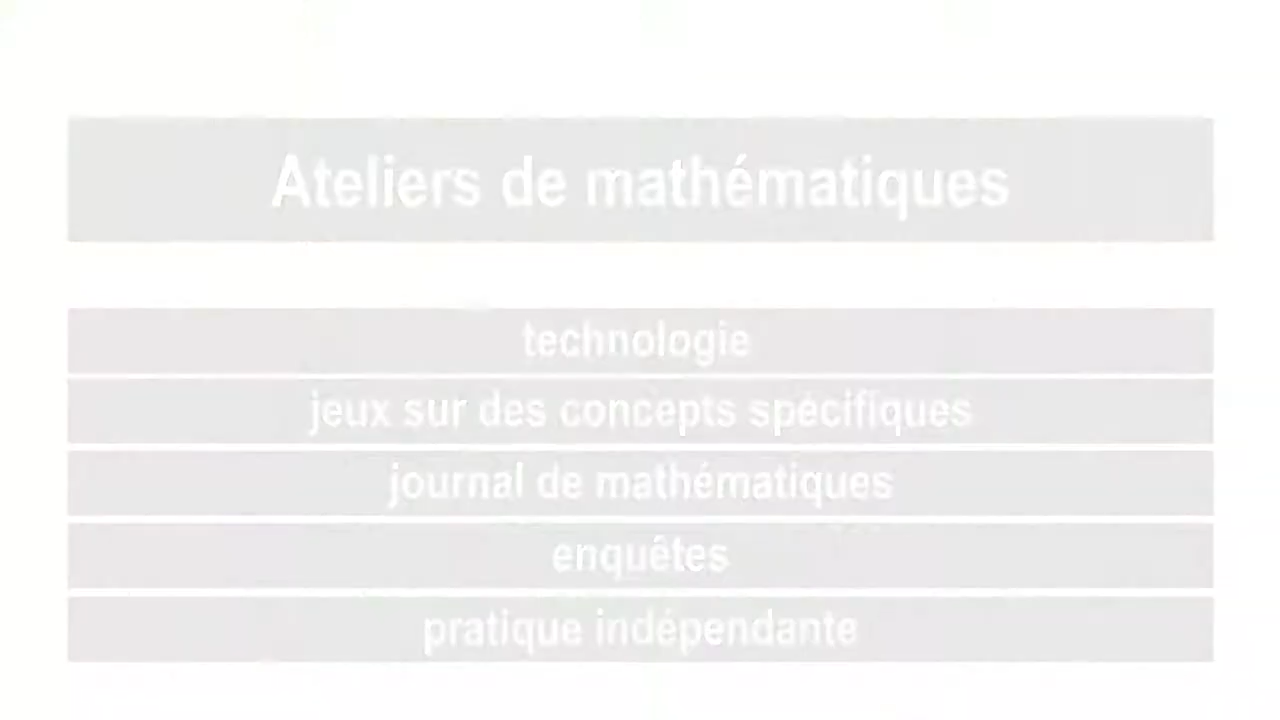 Ateliers de mathématiques
technologie
jeux sur des concepts spécifiques
journal de mathématiques
enquêtes
pratique indépendante